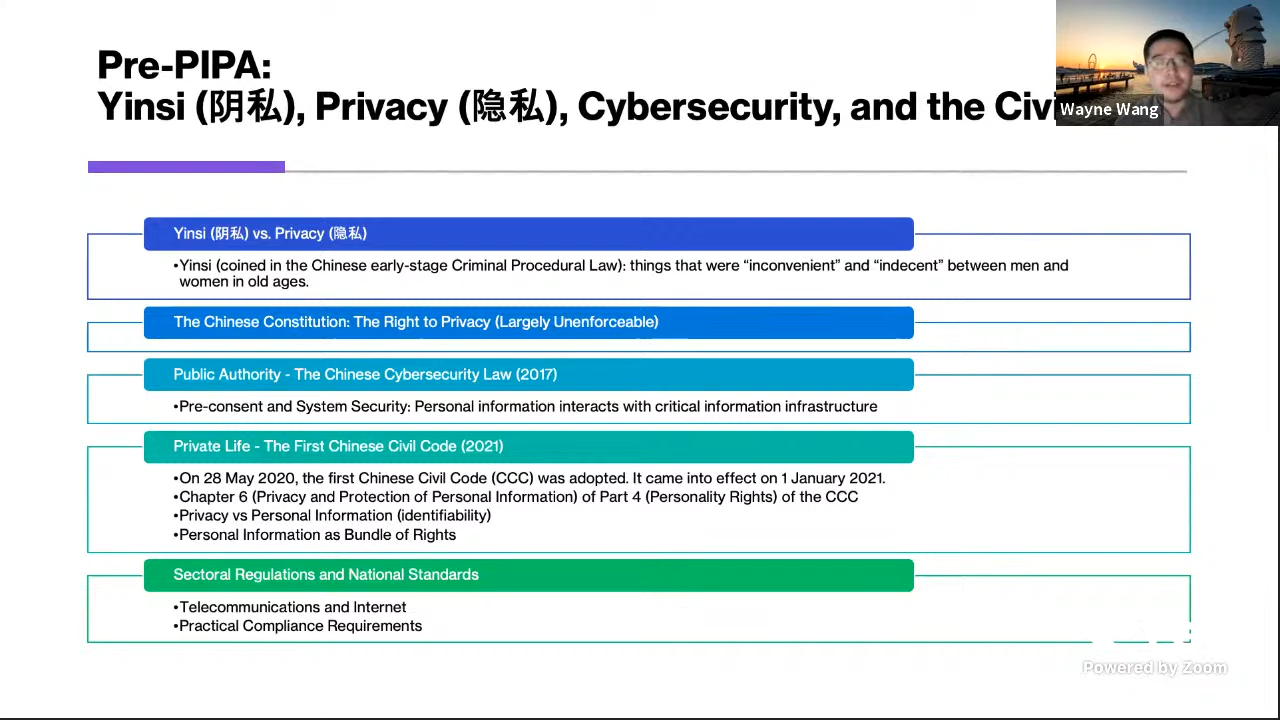 Pre-PIPA:
Yinsi (阴私), Privacy (隐私), Cybersecurity, and the Civi
Wayne Wang
Yinsi (阴私) vs. Privacy (隐私)
•Yinsi (coined in the Chinese early-stage Criminal Procedural Law): things that were “inconvenient” and “indecent” between men and
women in old ages.
The Chinese Constitution: The Right to Privacy (Largely Unenforceable)
Public Authority - The Chinese Cybersecurity Law (2017)
•Pre-consent and System Security: Personal information interacts with critical information infrastructure
Private Life - The First Chinese Civil Code (2021)
•On 28 May 2020, the first Chinese Civil Code (CCC) was adopted. It came into effect on 1 January 2021.
•Chapter 6 (Privacy and Protection of Personal Information) of Part 4 (Personality Rights) of the CCC
•Privacy vs Personal Information (identifiability)
•Personal Information as Bundle of Rights
Sectoral Regulations and National Standards
•Telecommunications and Internet
•Practical Compliance Requirements
Powered by Zoom